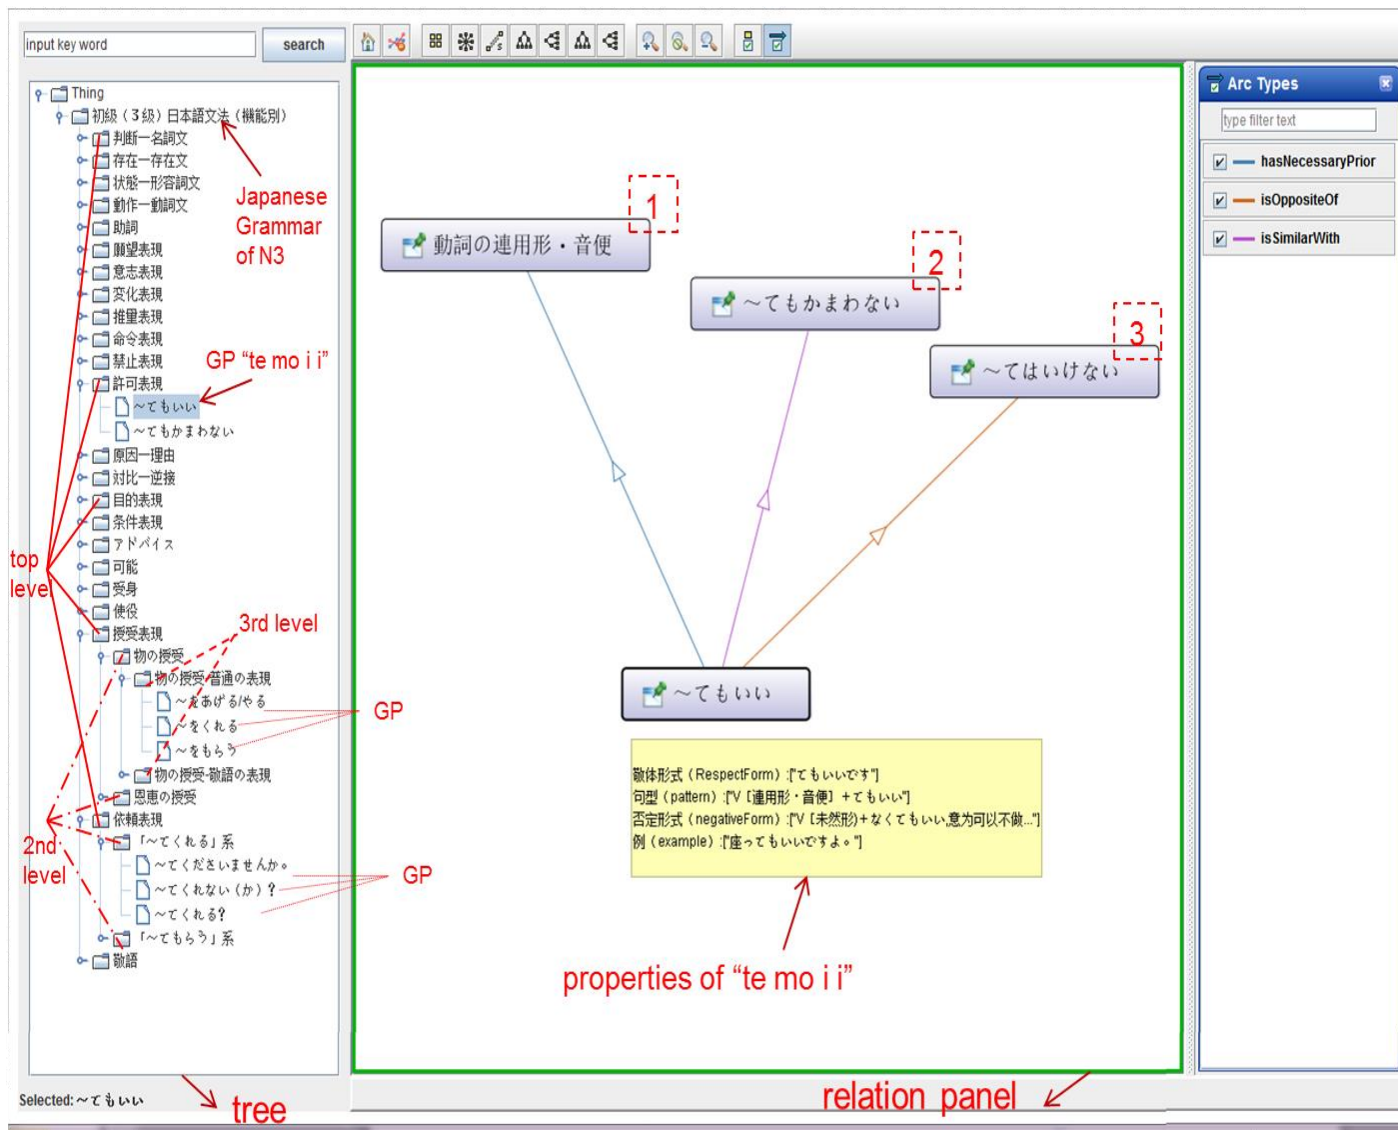 input key word
search
Thing
初級（３級）日本語文法（機能別）
判断一名詞文
存在一存在文
状態一形容詞文
動作一動詞文
助詞
願望表現
意志表現
変化表現
推量表現
命令表現
禁止表現
許可表現
～てもいい
～てもかまわない
原因一理由
対比一逆接
目的表現
条件表現
アドバイス
可能
受身
使役
授受表現
物の授受
物の授受-普通の表現
～をあげる/やる
～をくれる
～をもらう
物の授受-敬語の表現
恩恵の授受
依頼表現
「～てくれる」系
～てくださいませんか。
～てくれない（か）？
～てくれる？
「～てもらう」系
敬語
Selected: ～てもいい
Japanese
Grammar
of N3
GP “te mo i i”
top
level
3rd level
GP
2nd
level
GP
tree
1
動詞の連用形・音便
2
～てもかまわない
3
～てはいけない
～てもいい
敬体形式（RespectForm）:["てもいいです"]
句型（pattern）:["V［連用形・音便］+てもいい"]
否定形式（negativeForm）:["V［未然形)+なくてもいい,意为可以不做..."]
例（example）:["座ってもいいですよ。"]
properties of “te mo i i”
relation panel
Arc Types
type filter text
hasNecessaryPrior
isOppositeOf
isSimilarWith